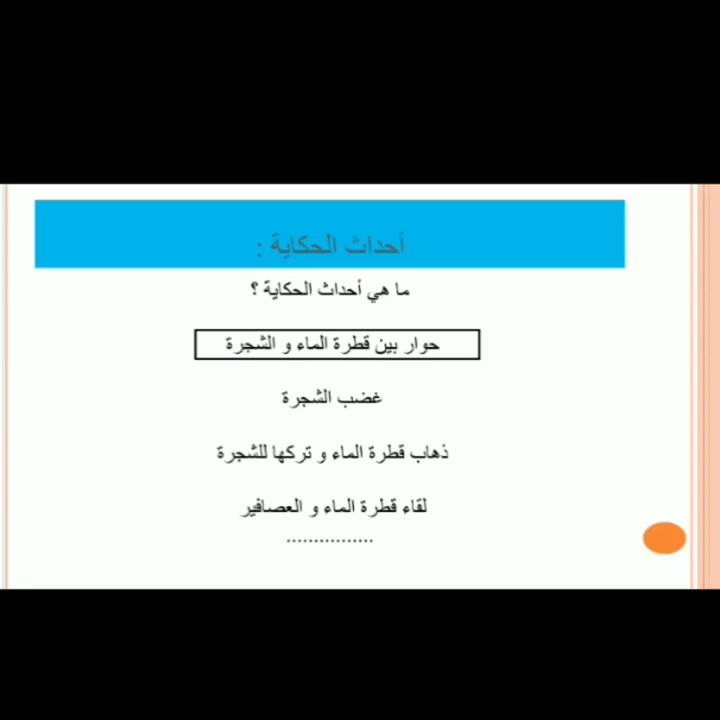 أحداث الحكاية :
ما هي أحداث الحكاية ؟
حوار بين قطرة الماء و الشجرة
غضب الشجرة
ذهاب قطرة الماء و تركها للشجرة
لقاء قطرة الماء و العصافير
................